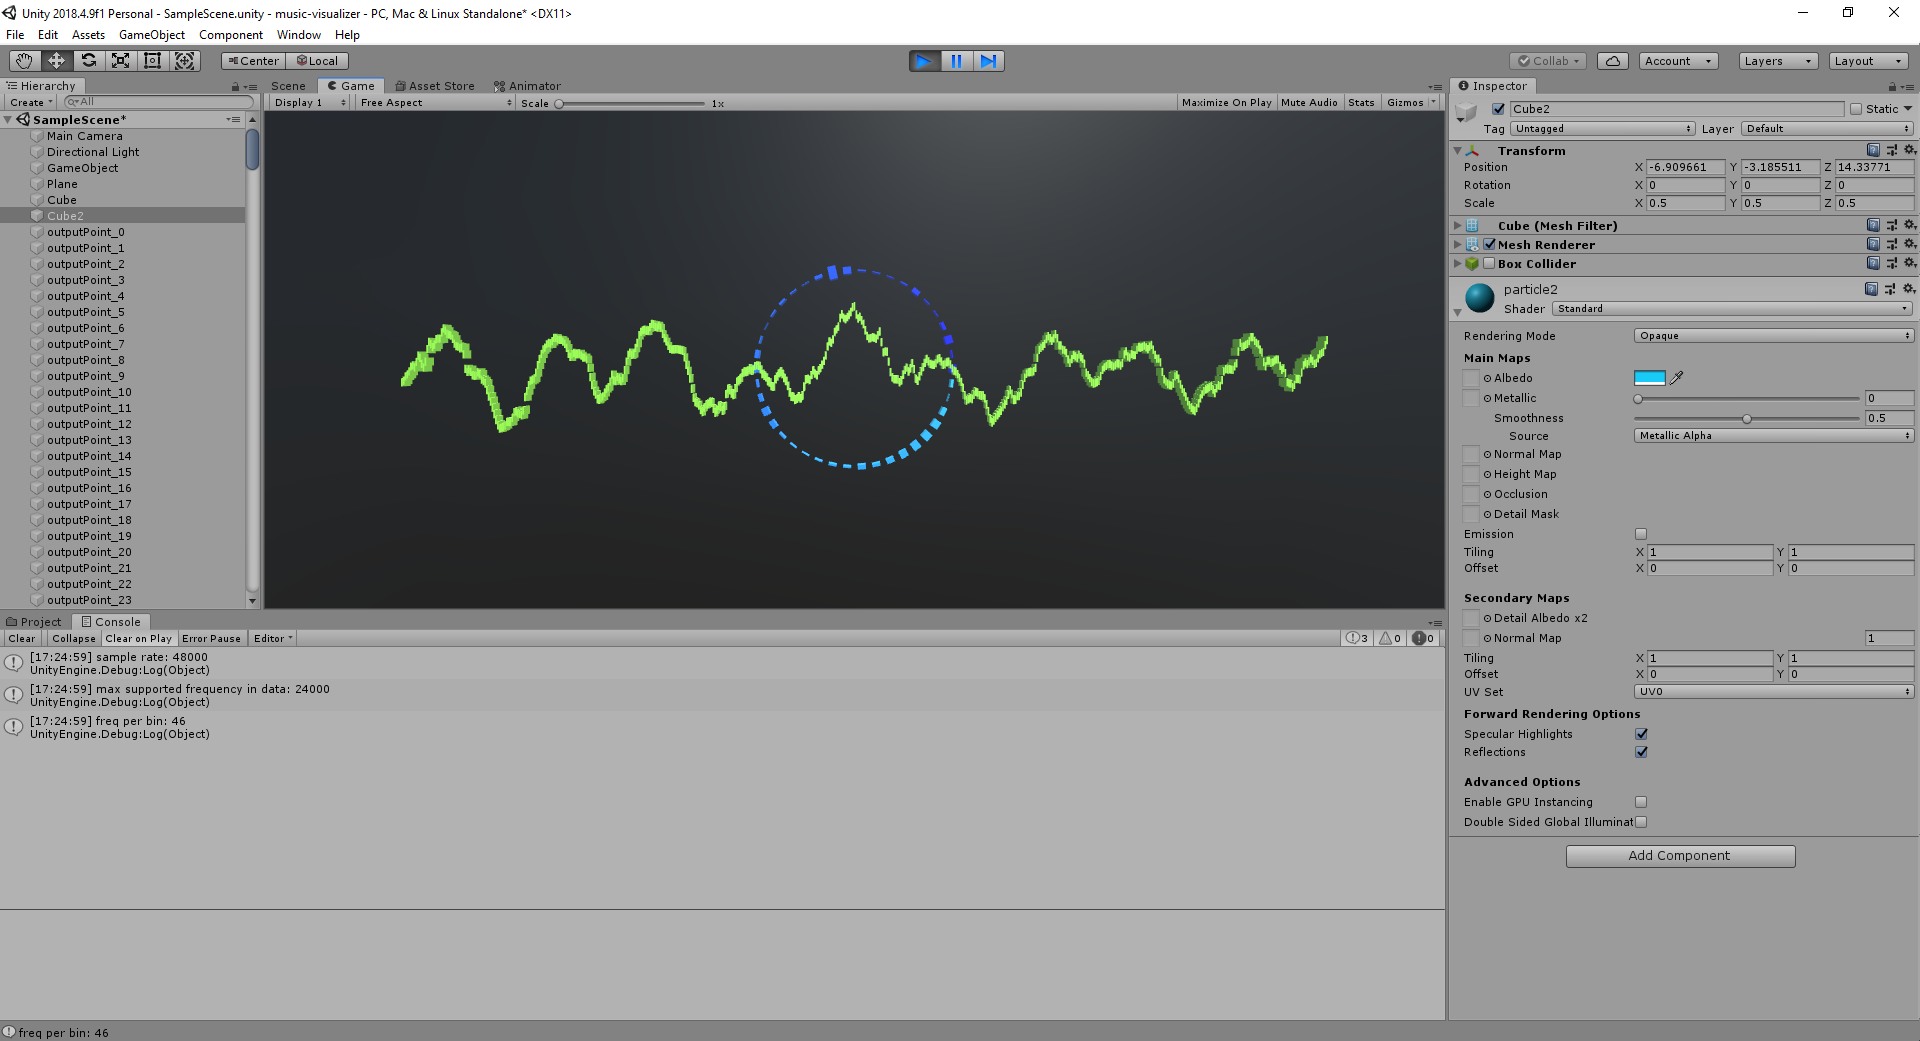 Unity 2018.4.9f1 Personal - SampleScene.unity - music-visualizer - PC, Mac & Linux Standalone* <DX11>
File Edit Assets GameObject Component Window Help
Center Local Collab Account Layers Layout
Hierarchy
Create All
SampleScene*
Main Camera
Directional Light
GameObject
Plane
Cube
Cube2
outputPoint_0
outputPoint_1
outputPoint_2
outputPoint_3
outputPoint_4
outputPoint_5
outputPoint_6
outputPoint_7
outputPoint_8
outputPoint_9
outputPoint_10
outputPoint_11
outputPoint_12
outputPoint_13
outputPoint_14
outputPoint_15
outputPoint_16
outputPoint_17
outputPoint_18
outputPoint_19
outputPoint_20
outputPoint_21
outputPoint_22
outputPoint_23
Scene Game Asset Store Animator
Display 1 Free Aspect Scale 1x Maximize On Play Mute Audio Stats Gizmos
Project Console
Clear Collapse Clear on Play Error Pause Editor 3 0 0
[17:24:59] sample rate: 48000
UnityEngine.Debug:Log(Object)
[17:24:59] max supported frequency in data: 24000
UnityEngine.Debug:Log(Object)
[17:24:59] freq per bin: 46
UnityEngine.Debug:Log(Object)
freq per bin: 46
Inspector
Cube2 Static
Tag Untagged Layer Default
Transform
Position X -6.909661 Y -3.185511 Z 14.33771
Rotation X 0 Y 0 Z 0
Scale X 0.5 Y 0.5 Z 0.5
Cube (Mesh Filter)
Mesh Renderer
Box Collider
particle2
Shader Standard
Rendering Mode Opaque
Main Maps
Albedo
Metallic 0
Smoothness 0.5
Source Metallic Alpha
Normal Map
Height Map
Occlusion
Detail Mask
Emission
Tiling X 1 Y 1
Offset X 0 Y 0
Secondary Maps
Detail Albedo x2
Normal Map 1
Tiling X 1 Y 1
Offset X 0 Y 0
UV Set UV0
Forward Rendering Options
Specular Highlights
Reflections
Advanced Options
Enable GPU Instancing
Double Sided Global Illuminat
Add Component